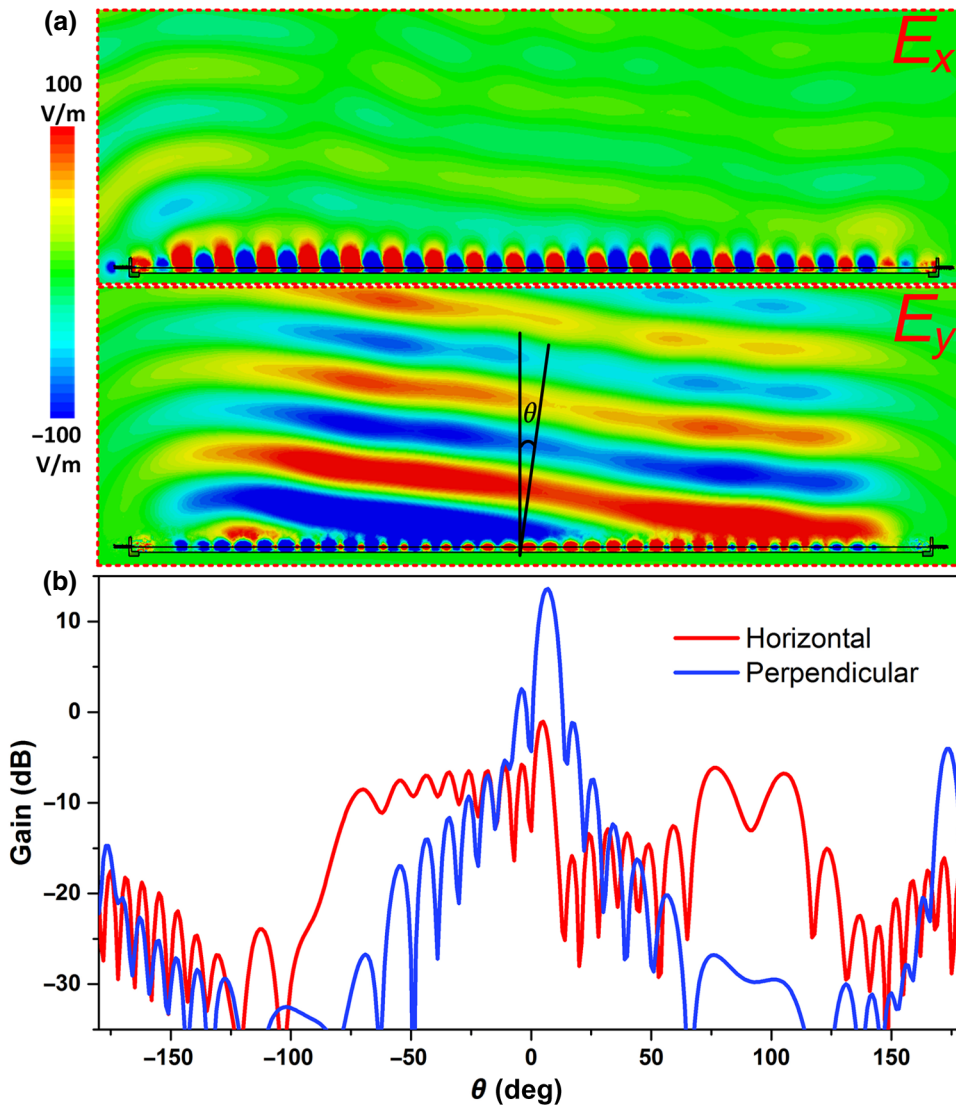 (a)
E_x
100
V/m
−100
V/m
E_y
θ
(b)
Horizontal
Perpendicular
10
0
−10
−20
−30
Gain (dB)
−150
−100
−50
0
50
100
150
θ (deg)